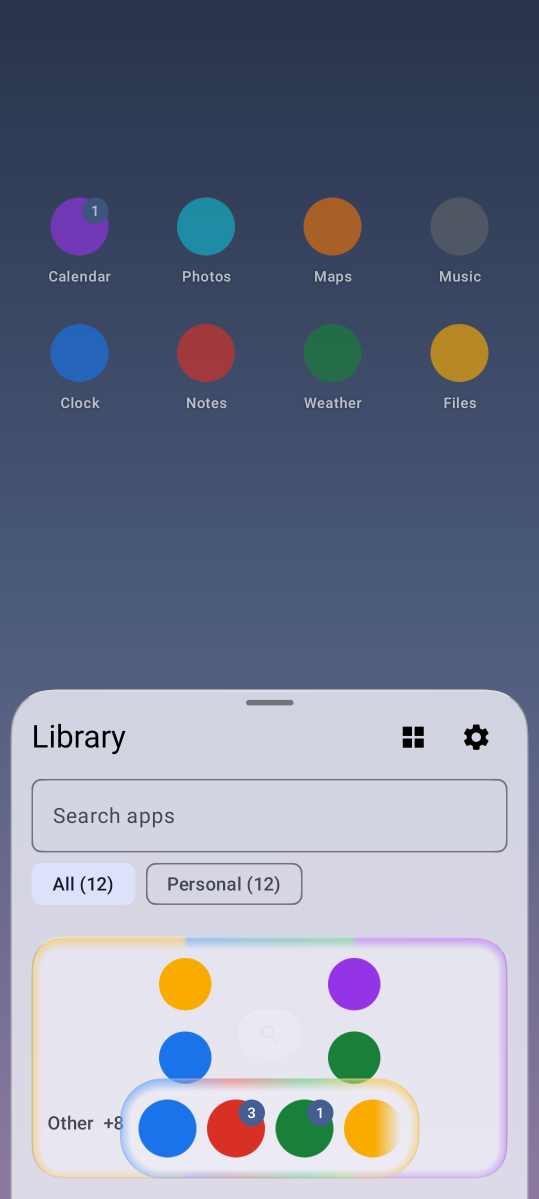 1
Calendar Photos Maps Music
Clock Notes Weather Files
Library
Search apps
All (12) Personal (12)
3 1
Other +8